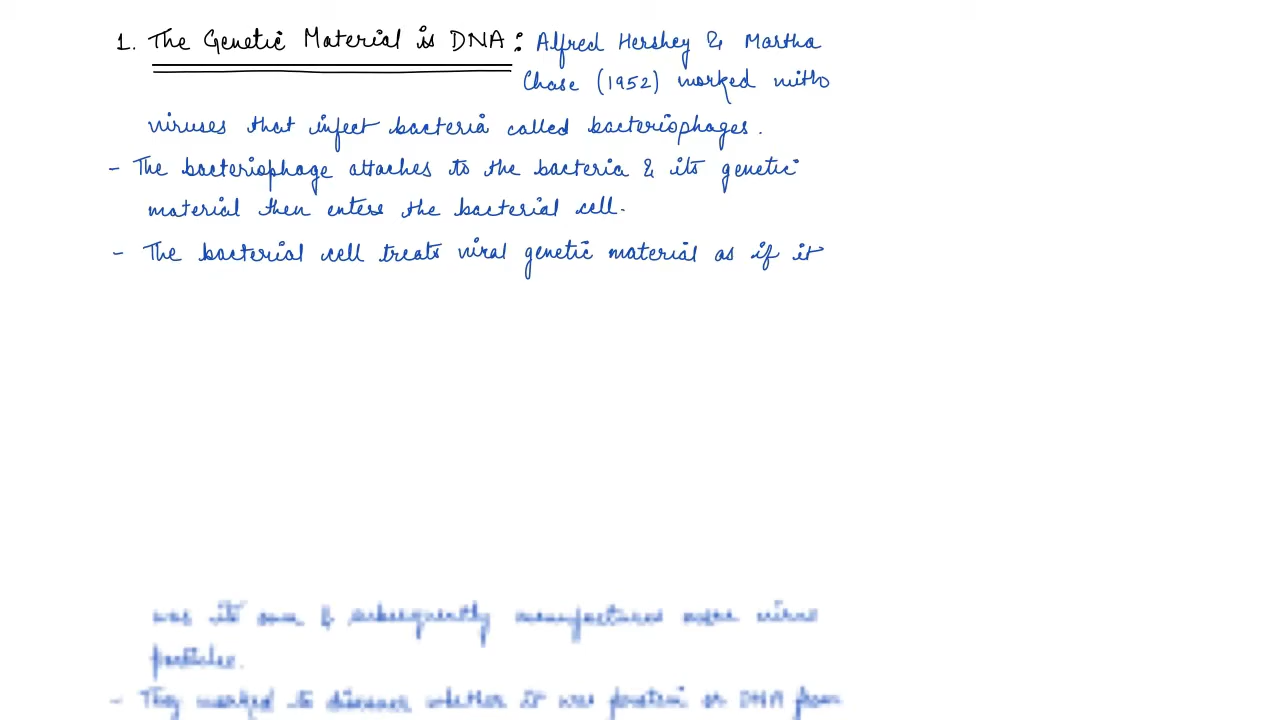 1. The Genetic Material is DNA : Alfred Hershey & Martha
Chase (1952) worked with
viruses that infect bacteria called bacteriophages.
- The bacteriophage attaches to the bacteria & its genetic
material then enters the bacterial cell.
- The bacterial cell treats viral genetic material as if it
was its own & subsequently manufactures more virus
particles.
- They worked to discover whether it was protein or DNA from